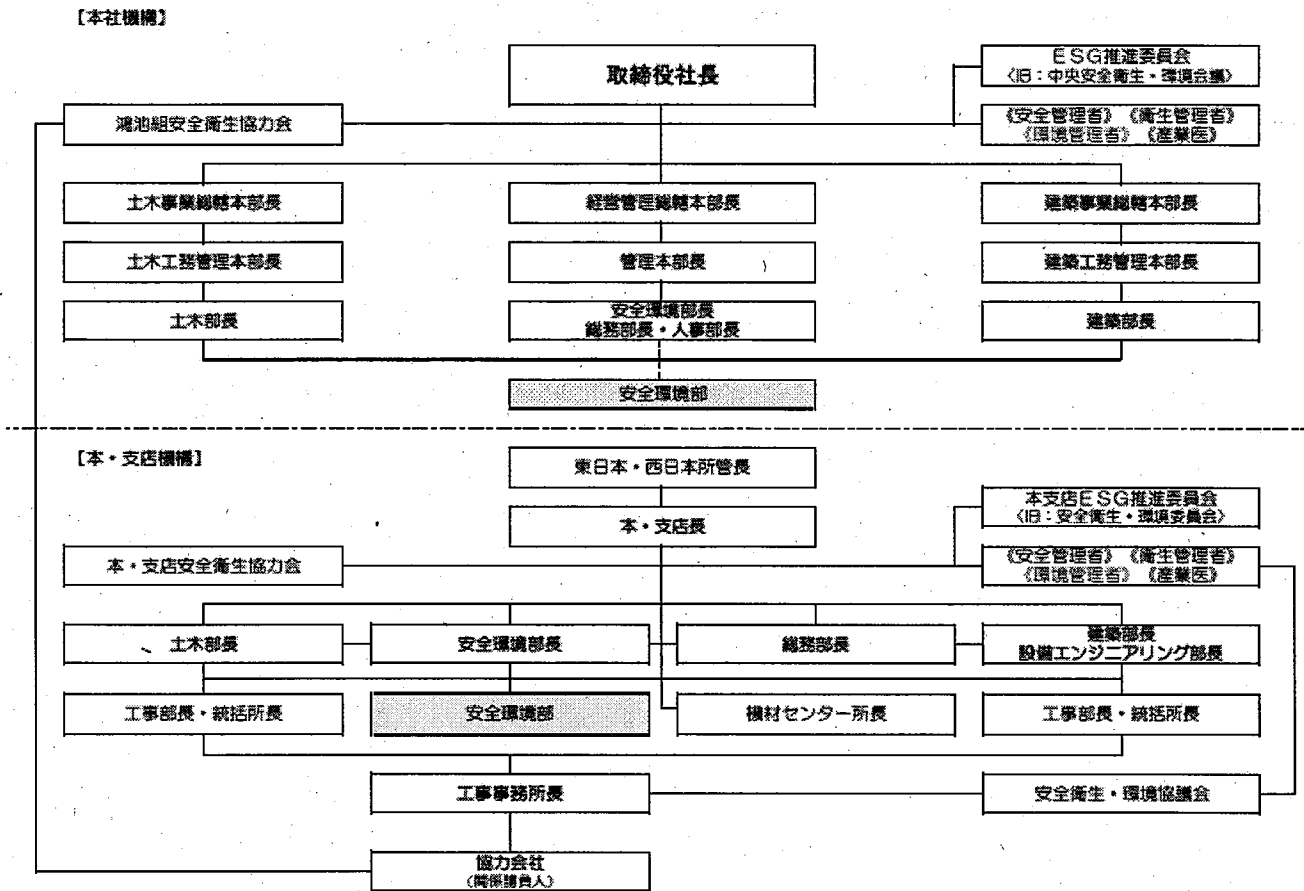 【本社機構】
取締役社長
ESG推進委員会
〈旧：中央安全衛生・環境会議〉
鴻池組安全衛生協力会
《安全管理者》《衛生管理者》
《環境管理者》《産業医》
土木事業総轄本部長
経営管理総轄本部長
建築事業総轄本部長
土木工務管理本部長
管理本部長
建築工務管理本部長
土木部長
安全環境部長
総務部長・人事部長
建築部長
安全環境部
【本・支店機構】
東日本・西日本所管長
本・支店長
本支店ESG推進委員会
〈旧：安全衛生・環境委員会〉
本・支店安全衛生協力会
《安全管理者》《衛生管理者》
《環境管理者》《産業医》
土木部長
安全環境部長
総務部長
建築部長
設備エンジニアリング部長
工事部長・統括所長
安全環境部
機材センター所長
工事部長・統括所長
工事事務所長
安全衛生・環境協議会
協力会社
(関係請負人)